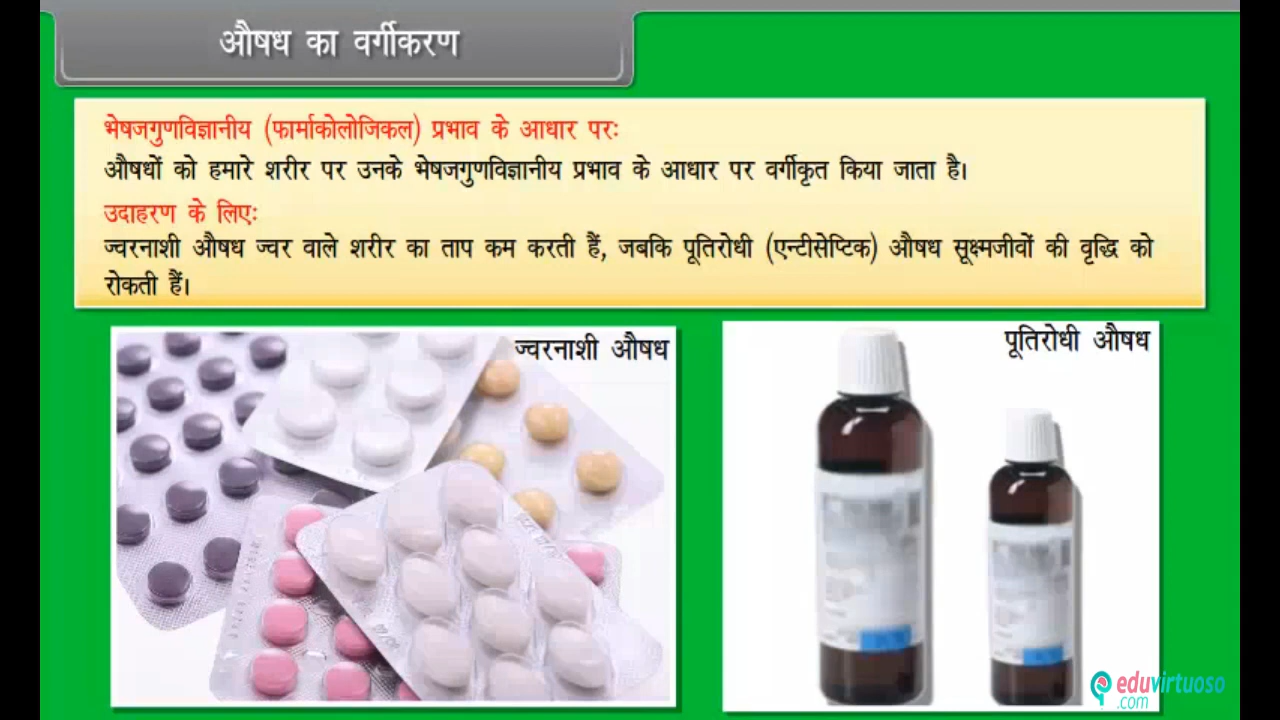 औषध का वर्गीकरण
भेषजगुणविज्ञानीय (फार्माकोलोजिकल) प्रभाव के आधार परः
औषधों को हमारे शरीर पर उनके भेषजगुणविज्ञानीय प्रभाव के आधार पर वर्गीकृत किया जाता है।
उदाहरण के लिएः
ज्वरनाशी औषध ज्वर वाले शरीर का ताप कम करती हैं, जबकि पूतिरोधी (एन्टीसेप्टिक) औषध सूक्ष्मजीवों की वृद्धि को
रोकती हैं।
ज्वरनाशी औषध
पूतिरोधी औषध
eduvirtuoso
.com